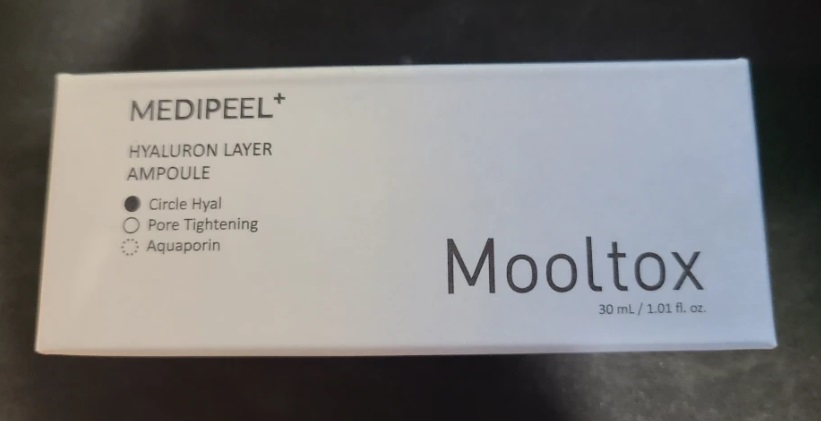 MEDIPEEL+
HYALURON LAYER
AMPOULE
Circle Hyal
Pore Tightening
Aquaporin
Mooltox
30 mL / 1.01 fl. oz.